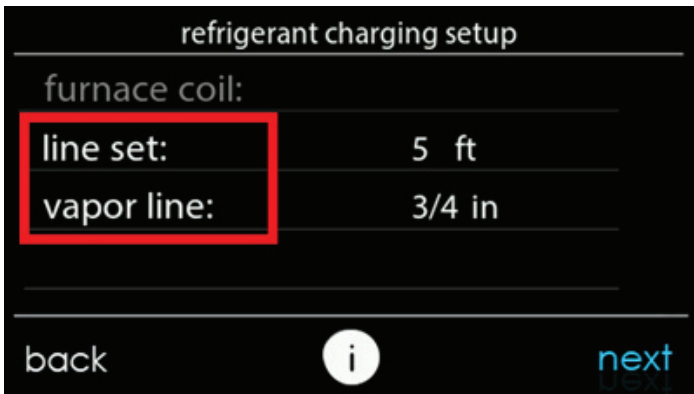 refrigerant charging setup
furnace coil:
line set: 5 ft
vapor line: 3/4 in
back i next